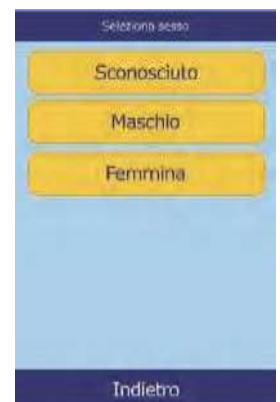 Seleziona sesso
Sconosciuto
Maschio
Femmina
Indietro